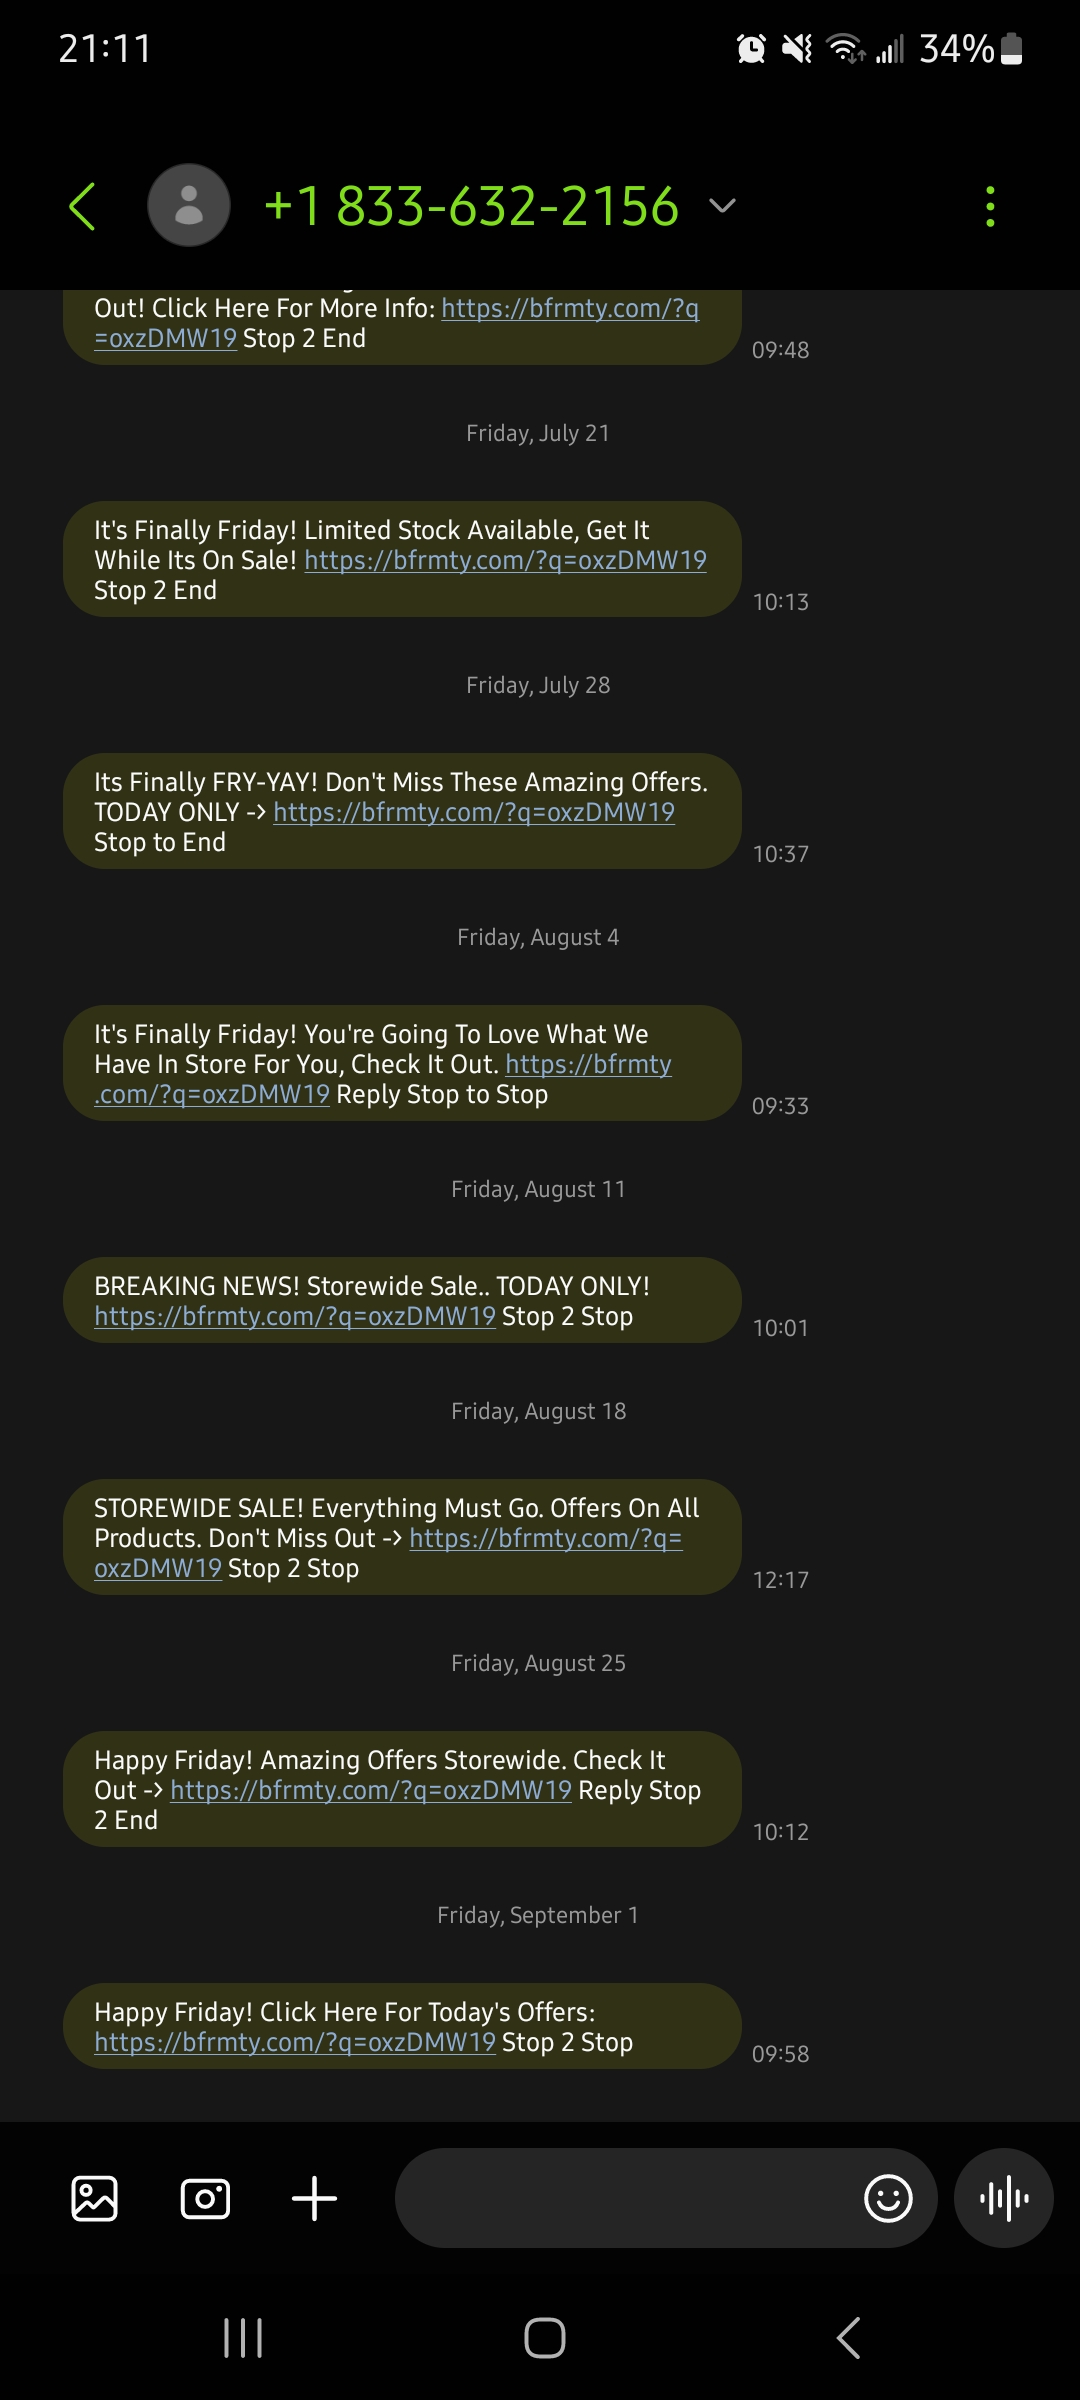 21:11
34%
+1 833-632-2156
Out! Click Here For More Info: https://bfrmty.com/?q
=oxzDMW19 Stop 2 End
09:48
Friday, July 21
It's Finally Friday! Limited Stock Available, Get It
While Its On Sale! https://bfrmty.com/?q=oxzDMW19
Stop 2 End
10:13
Friday, July 28
Its Finally FRY-YAY! Don't Miss These Amazing Offers.
TODAY ONLY -> https://bfrmty.com/?q=oxzDMW19
Stop to End
10:37
Friday, August 4
It's Finally Friday! You're Going To Love What We
Have In Store For You, Check It Out. https://bfrmty
.com/?q=oxzDMW19 Reply Stop to Stop
09:33
Friday, August 11
BREAKING NEWS! Storewide Sale.. TODAY ONLY!
https://bfrmty.com/?q=oxzDMW19 Stop 2 Stop
10:01
Friday, August 18
STOREWIDE SALE! Everything Must Go. Offers On All
Products. Don't Miss Out -> https://bfrmty.com/?q=
oxzDMW19 Stop 2 Stop
12:17
Friday, August 25
Happy Friday! Amazing Offers Storewide. Check It
Out -> https://bfrmty.com/?q=oxzDMW19 Reply Stop
2 End
10:12
Friday, September 1
Happy Friday! Click Here For Today's Offers:
https://bfrmty.com/?q=oxzDMW19 Stop 2 Stop
09:58